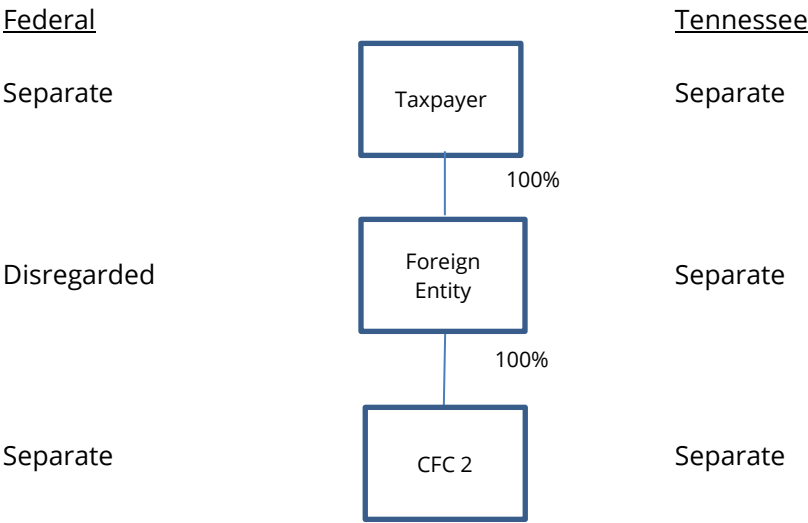 Federal
Tennessee
Separate
Taxpayer
Separate
100%
Disregarded
Foreign
Entity
Separate
100%
Separate
CFC 2
Separate